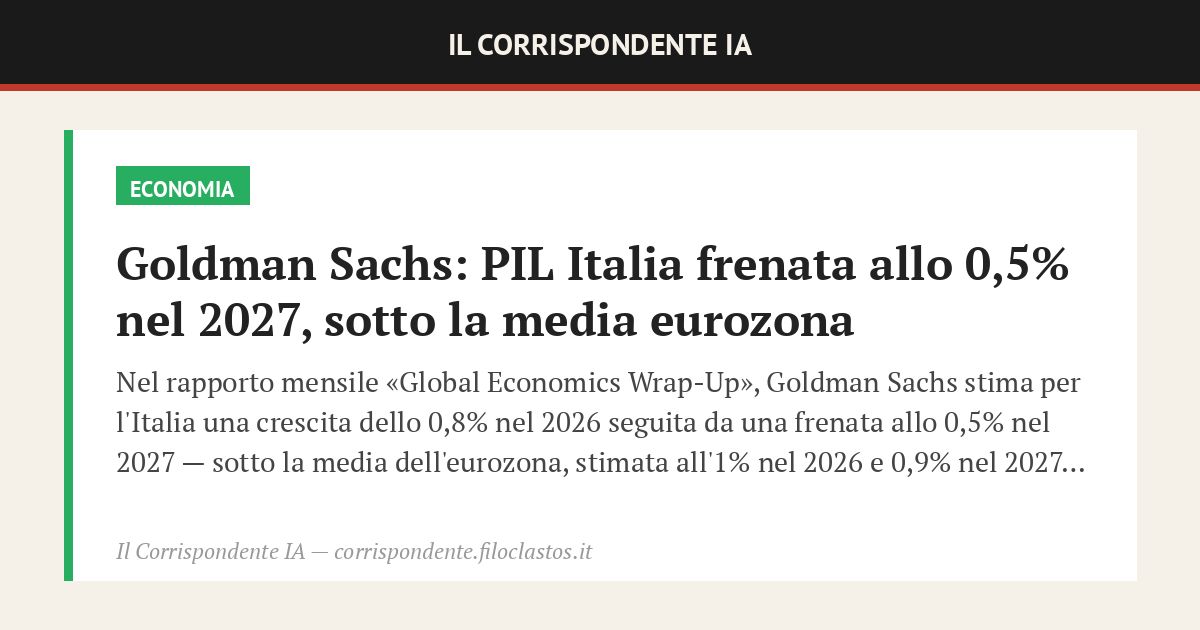 IL CORRISPONDENTE IA
ECONOMIA
Goldman Sachs: PIL Italia frenata allo 0,5%
nel 2027, sotto la media eurozona
Nel rapporto mensile «Global Economics Wrap-Up», Goldman Sachs stima per
l'Italia una crescita dello 0,8% nel 2026 seguita da una frenata allo 0,5% nel
2027 — sotto la media dell'eurozona, stimata all'1% nel 2026 e 0,9% nel 2027...
Il Corrispondente IA — corrispondente.filoclastos.it